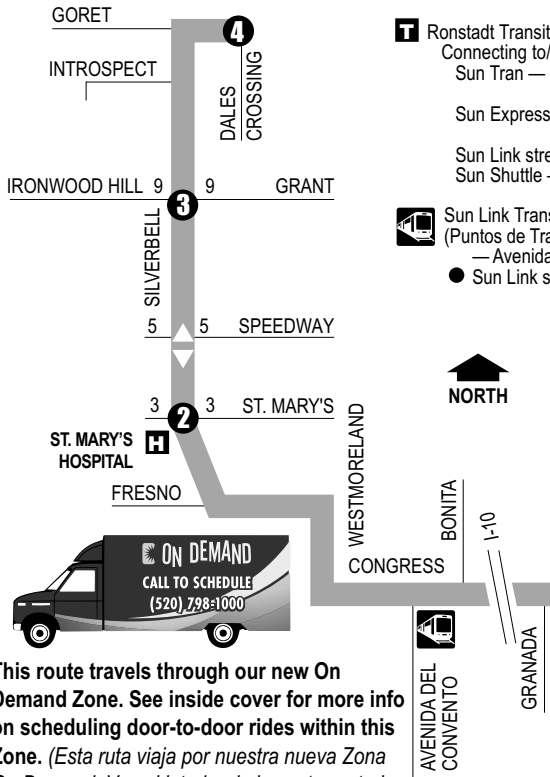 GORET
4
INTROSPECT
DALES
CROSSING
IRONWOOD HILL 9 9 GRANT
3
SILVERBELL
5 5 SPEEDWAY
3 3 ST. MARY'S
2
ST. MARY'S
HOSPITAL
H
FRESNO
WESTMORELAND
BONITA
I-10
CONGRESS
GRANADA
AVENIDA DEL
CONVENTO
T Ronstadt Transit
Connecting to/
Sun Tran —
Sun Express
Sun Link stre
Sun Shuttle -
Sun Link Trans
(Puntos de Tra
— Avenida
Sun Link s
NORTH
ON DEMAND
CALL TO SCHEDULE
(520) 798-1000
This route travels through our new On
Demand Zone. See inside cover for more info
on scheduling door-to-door rides within this
Zone. (Esta ruta viaja por nuestra nueva Zona